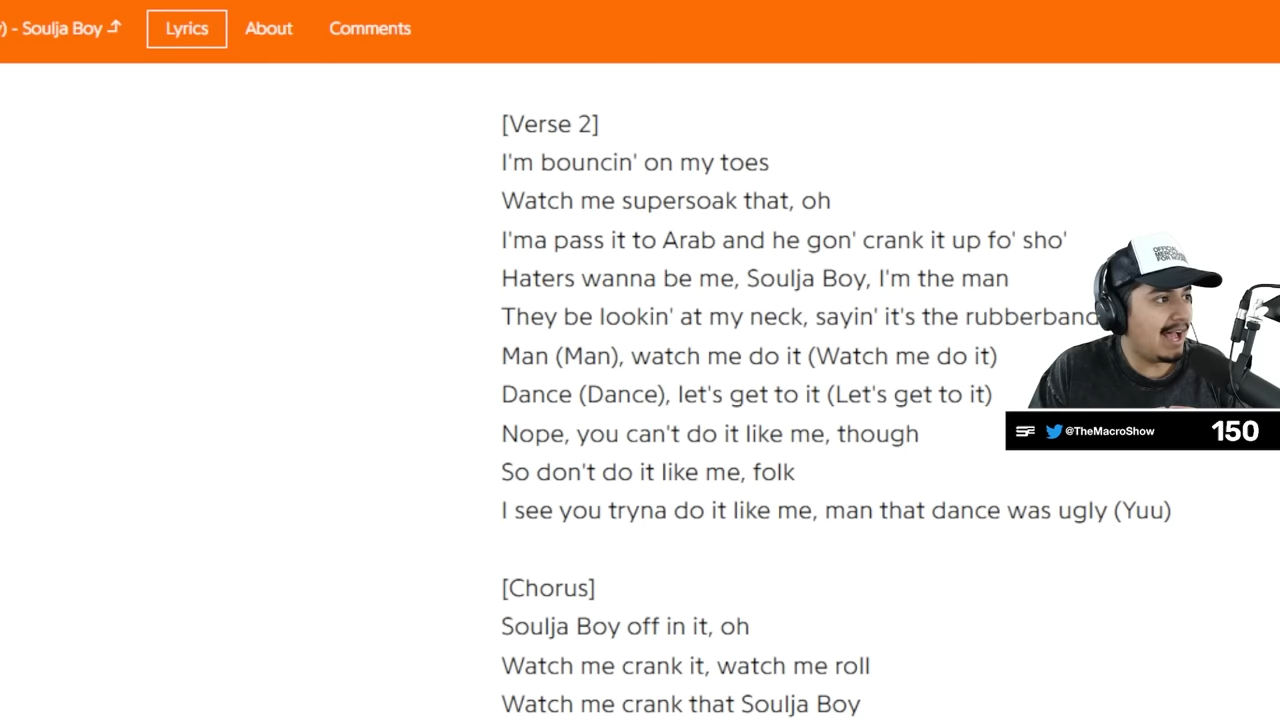 ) - Soulja Boy
Lyrics
About
Comments
[Verse 2]
I'm bouncin' on my toes
Watch me supersoak that, oh
I'ma pass it to Arab and he gon' crank it up fo' sho'
Haters wanna be me, Soulja Boy, I'm the man
They be lookin' at my neck, sayin' it's the rubberband
Man (Man), watch me do it (Watch me do it)
Dance (Dance), let's get to it (Let's get to it)
Nope, you can't do it like me, though
So don't do it like me, folk
I see you tryna do it like me, man that dance was ugly (Yuu)
[Chorus]
Soulja Boy off in it, oh
Watch me crank it, watch me roll
Watch me crank that Soulja Boy
OFFICIAL
@TheMacroShow
150